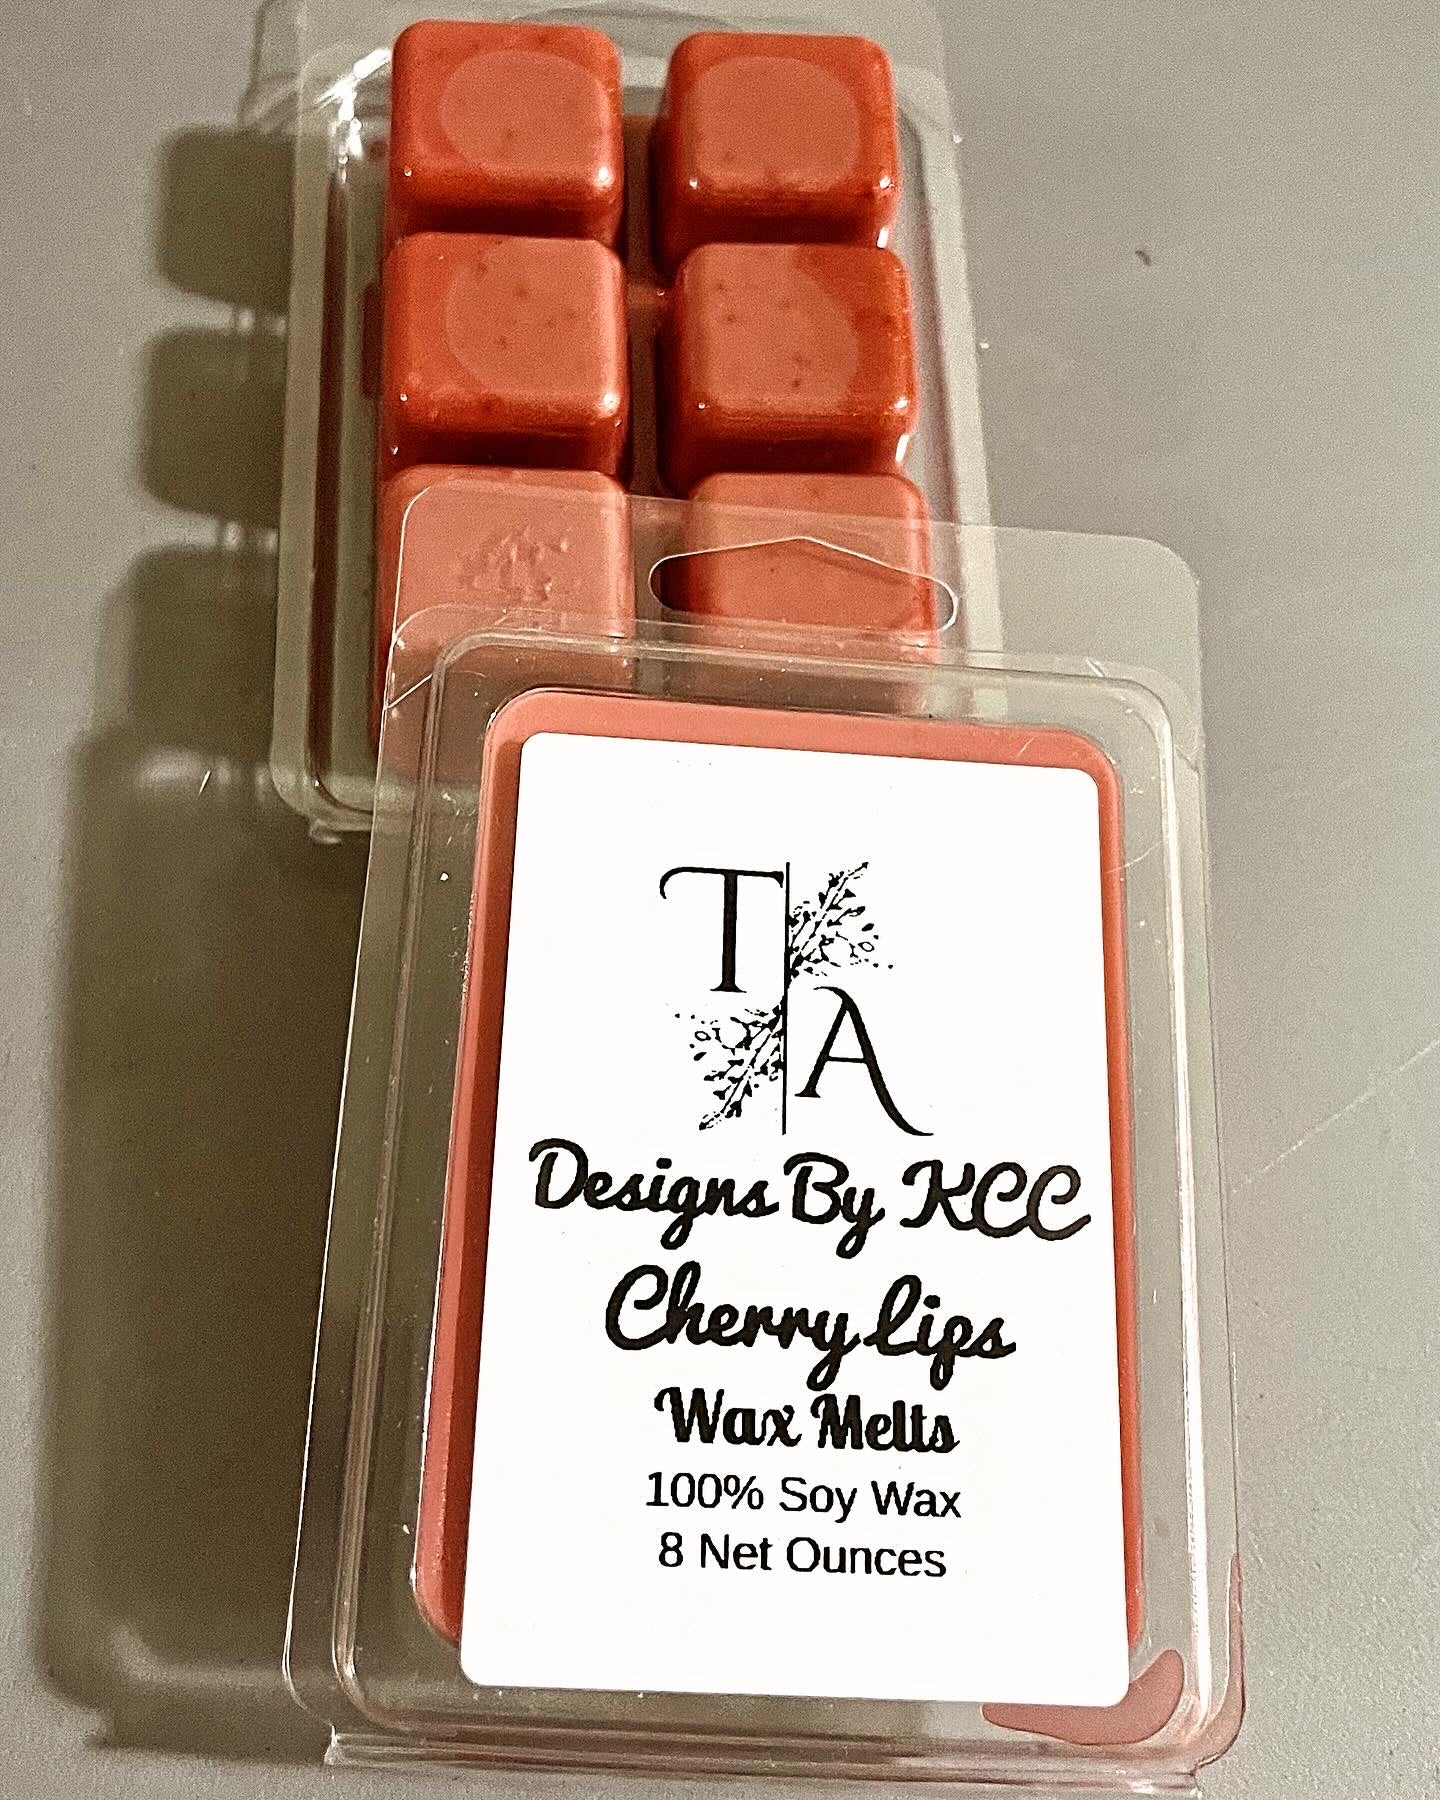 T
A
Designs By KCC
Cherry Lips
Wax Melts
100% Soy Wax
8 Net Ounces